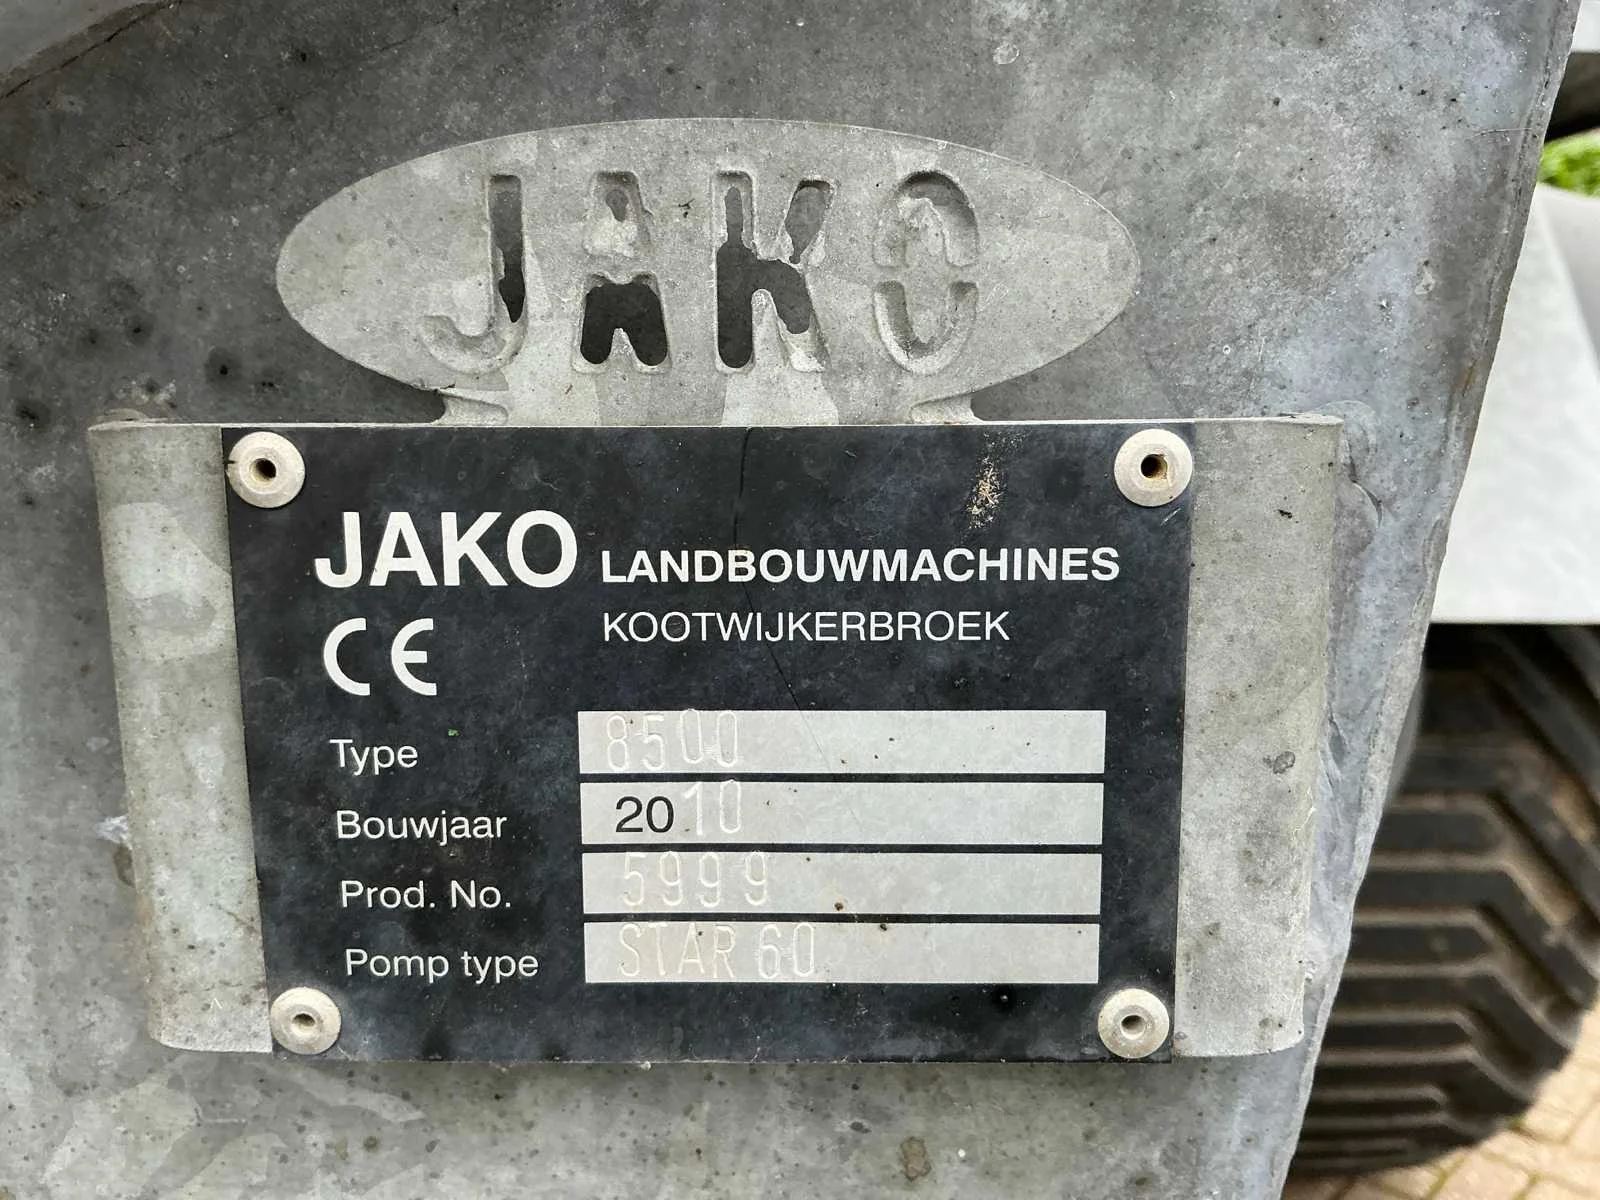 JAKO
JAKO LANDBOUWMACHINES
CE KOOTWIJKERBROEK
Type 8500
Bouwjaar 2010
Prod. No. 5999
Pomp type STAR 60